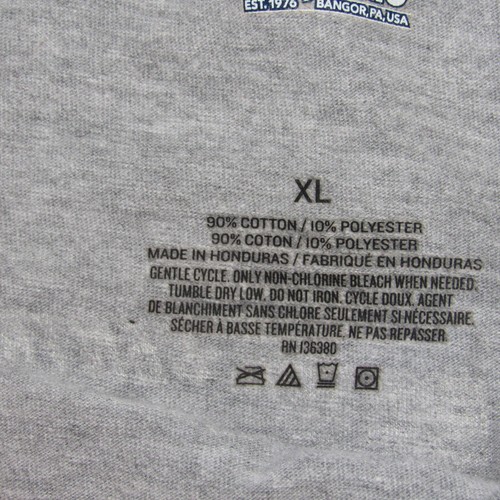 EST. 1976
BANGOR, PA, USA
XL
90% COTTON / 10% POLYESTER
90% COTON / 10% POLYESTER
MADE IN HONDURAS / FABRIQUÉ EN HONDURAS
GENTLE CYCLE. ONLY NON-CHLORINE BLEACH WHEN NEEDED.
TUMBLE DRY LOW. DO NOT IRON. CYCLE DOUX. AGENT
DE BLANCHIMENT SANS CHLORE SEULEMENT SI NÉCESSAIRE.
SÉCHER À BASSE TEMPÉRATURE. NE PAS REPASSER.
RN 136380